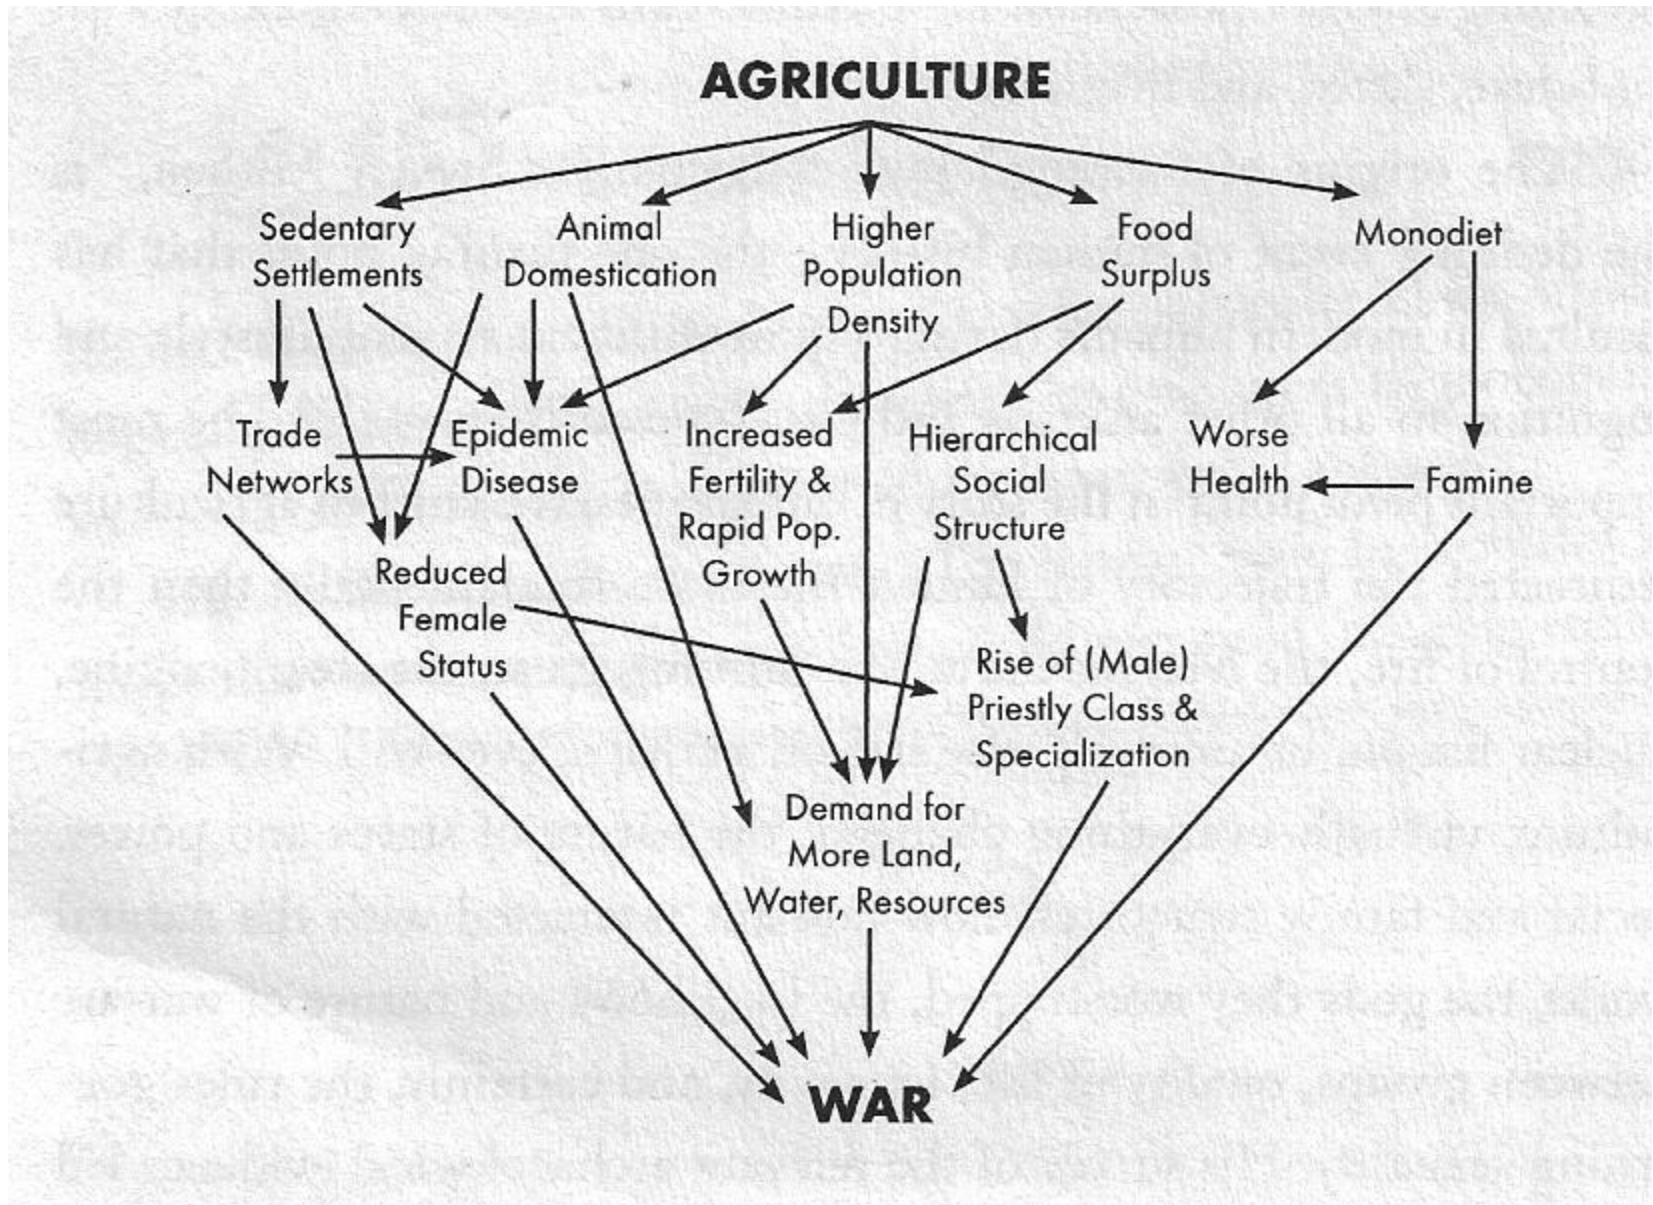 AGRICULTURE
Sedentary
Settlements
Animal
Domestication
Higher
Population
Density
Food
Surplus
Monodiet
Trade
Networks
Epidemic
Disease
Increased
Fertility &
Rapid Pop.
Growth
Hierarchical
Social
Structure
Worse
Health
Famine
Reduced
Female
Status
Rise of (Male)
Priestly Class &
Specialization
Demand for
More Land,
Water, Resources
WAR